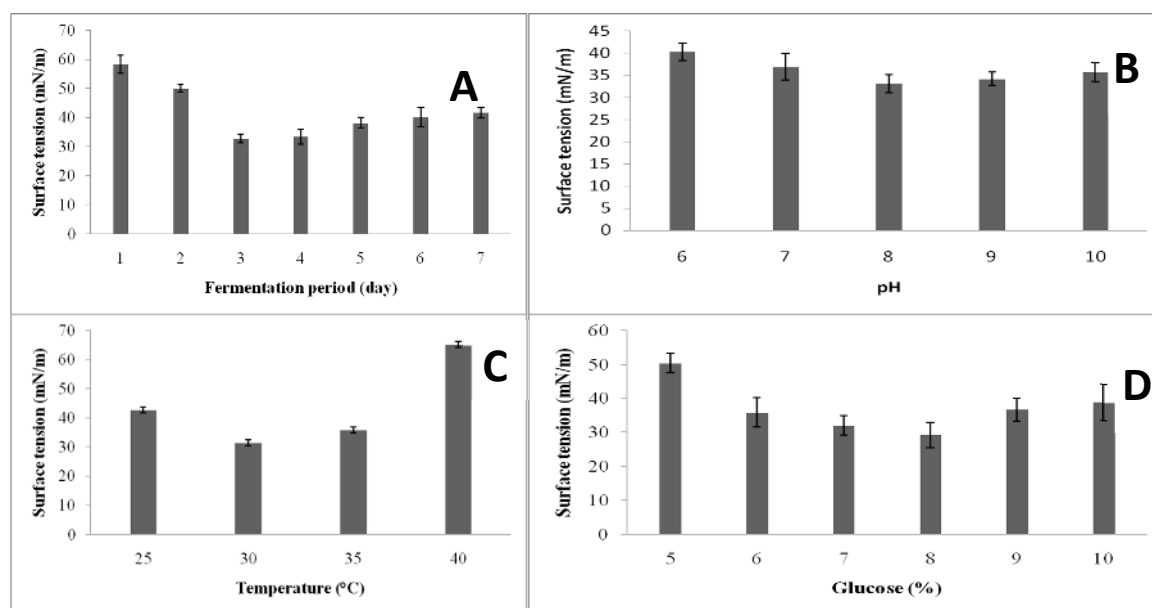 A
Surface tension (mN/m)
70
60
50
40
30
20
10
0
1 2 3 4 5 6 7
Fermentation period (day)
B
Surface tension (mN/m)
45
40
35
30
25
20
15
10
5
0
6 7 8 9 10
pH
C
Surface tension (mN/m)
70
60
50
40
30
20
10
0
25 30 35 40
Temperature (°C)
D
Surface tension (mN/m)
60
50
40
30
20
10
0
5 6 7 8 9 10
Glucose (%)